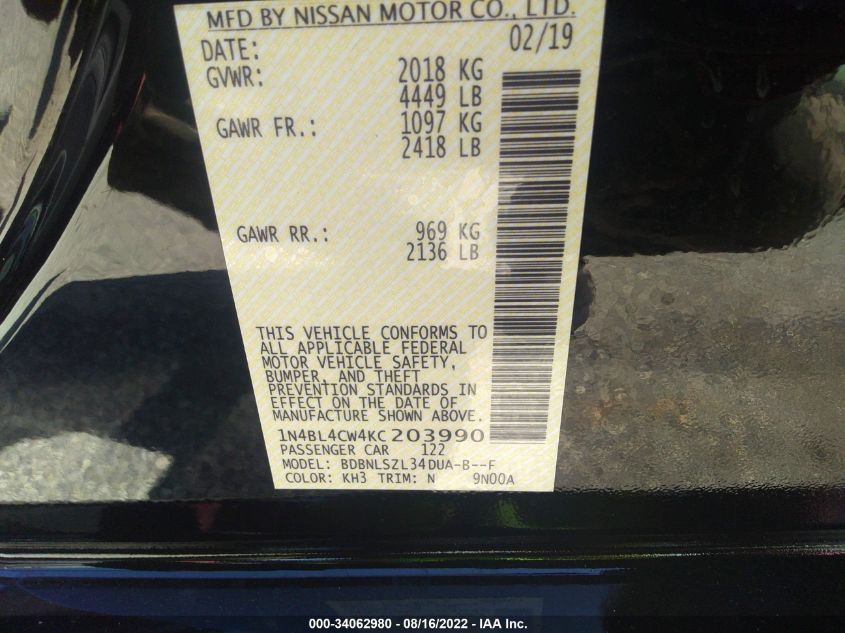 MFD BY NISSAN MOTOR CO., LTD.
DATE: 02/19
GVWR: 2018 KG
4449 LB
GAWR FR.: 1097 KG
2418 LB
GAWR RR.: 969 KG
2136 LB
THIS VEHICLE CONFORMS TO
ALL APPLICABLE FEDERAL
MOTOR VEHICLE SAFETY,
BUMPER, AND THEFT
PREVENTION STANDARDS IN
EFFECT ON THE DATE OF
MANUFACTURE SHOWN ABOVE.
1N4BL4CW4KC203990
PASSENGER CAR 122
MODEL: BDBNLSZL34DUA-B--F
COLOR: KH3 TRIM: N 9N00A
000-34062980 - 08/16/2022 - IAA Inc.